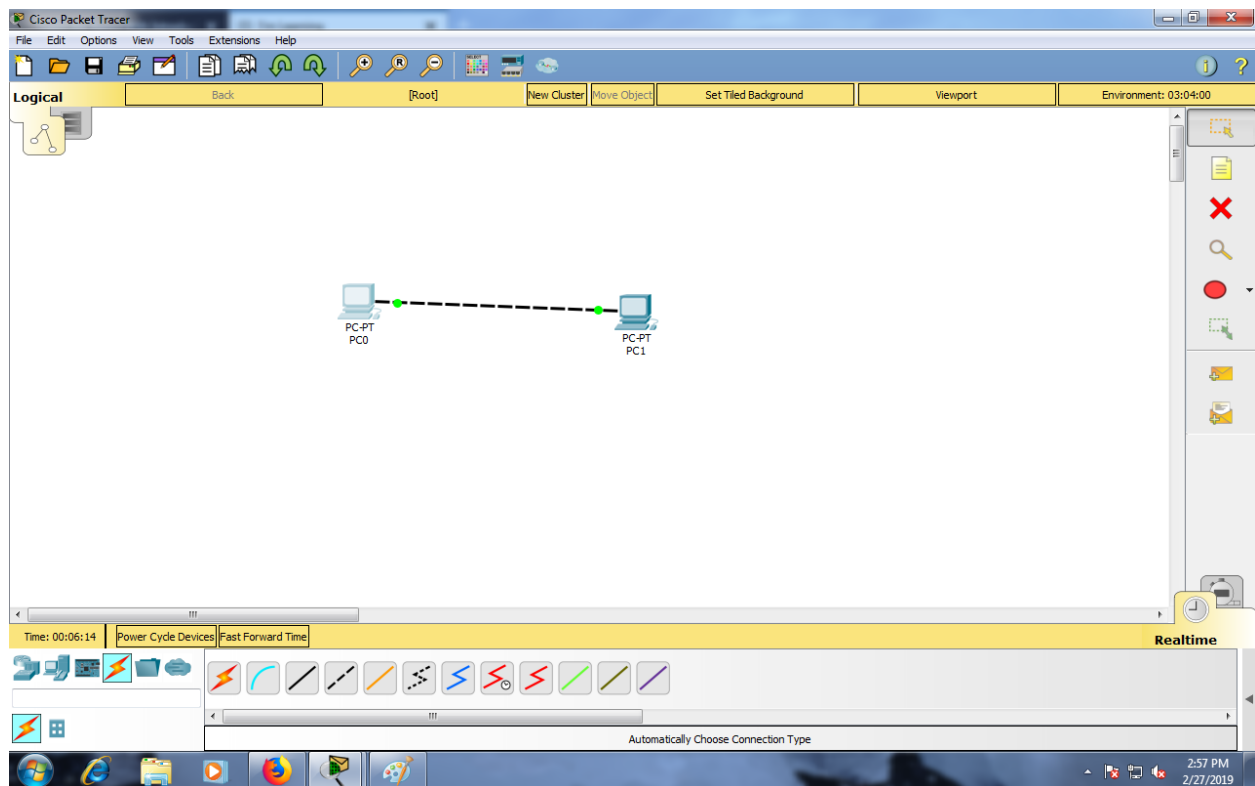 Cisco Packet Tracer
File Edit Options View Tools Extensions Help
Logical Back [Root] New Cluster Move Object Set Tiled Background Viewport Environment: 03:04:00
PC-PT
PC0
PC-PT
PC1
Time: 00:06:14 Power Cycle Devices Fast Forward Time Realtime
Automatically Choose Connection Type
2:57 PM
2/27/2019